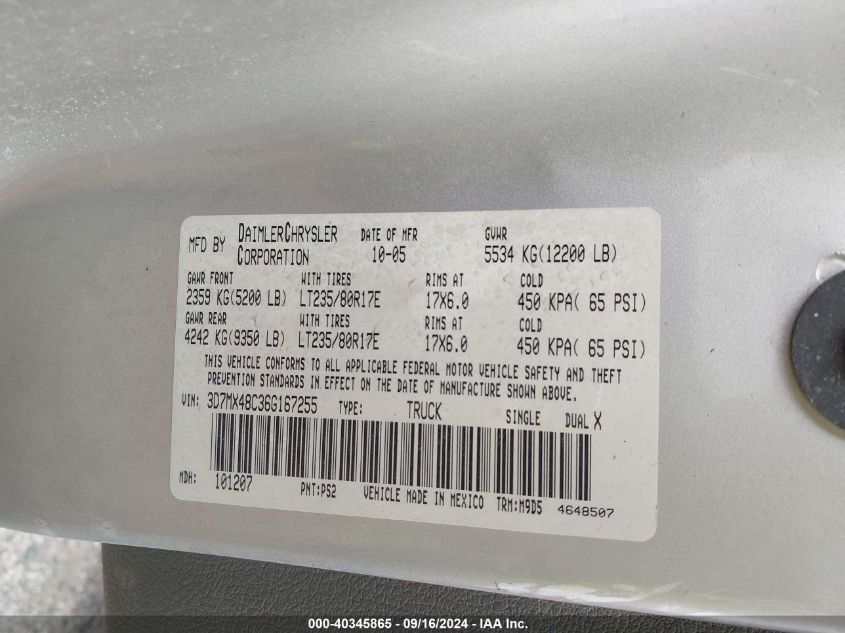 MFD BY DAIMLERCHRYSLER CORPORATION DATE OF MFR 10-05 GVWR 5534 KG(12200 LB)
GAWR FRONT WITH TIRES RIMS AT COLD
2359 KG(5200 LB) LT235/80R17E 17X6.0 450 KPA( 65 PSI)
GAWR REAR WITH TIRES RIMS AT COLD
4242 KG(9350 LB) LT235/80R17E 17X6.0 450 KPA( 65 PSI)
THIS VEHICLE CONFORMS TO ALL APPLICABLE FEDERAL MOTOR VEHICLE SAFETY AND THEFT
PREVENTION STANDARDS IN EFFECT ON THE DATE OF MANUFACTURE SHOWN ABOVE.
VIN: 3D7MX48C36G167255 TYPE: TRUCK SINGLE DUAL X
MDH: 101207 PNT:PS2 VEHICLE MADE IN MEXICO TRM:M9D5 4648507
000-40345865 - 09/16/2024 - IAA Inc.